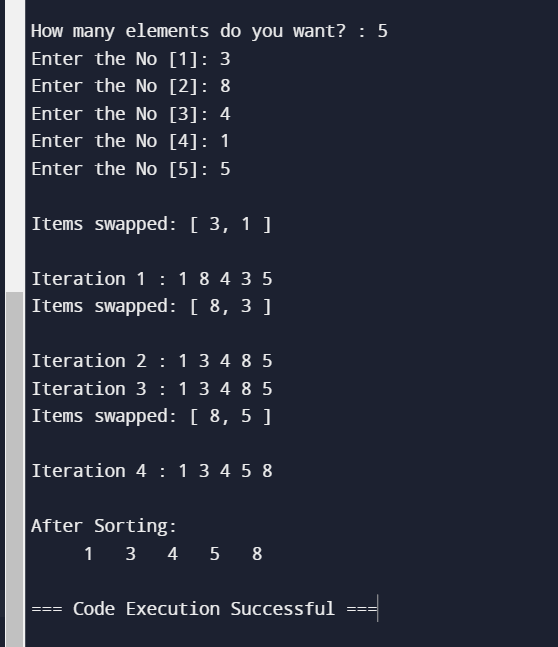 How many elements do you want? : 5
Enter the No [1]: 3
Enter the No [2]: 8
Enter the No [3]: 4
Enter the No [4]: 1
Enter the No [5]: 5
Items swapped: [ 3, 1 ]
Iteration 1 : 1 8 4 3 5
Items swapped: [ 8, 3 ]
Iteration 2 : 1 3 4 8 5
Iteration 3 : 1 3 4 8 5
Items swapped: [ 8, 5 ]
Iteration 4 : 1 3 4 5 8
After Sorting:
1 3 4 5 8
=== Code Execution Successful ===